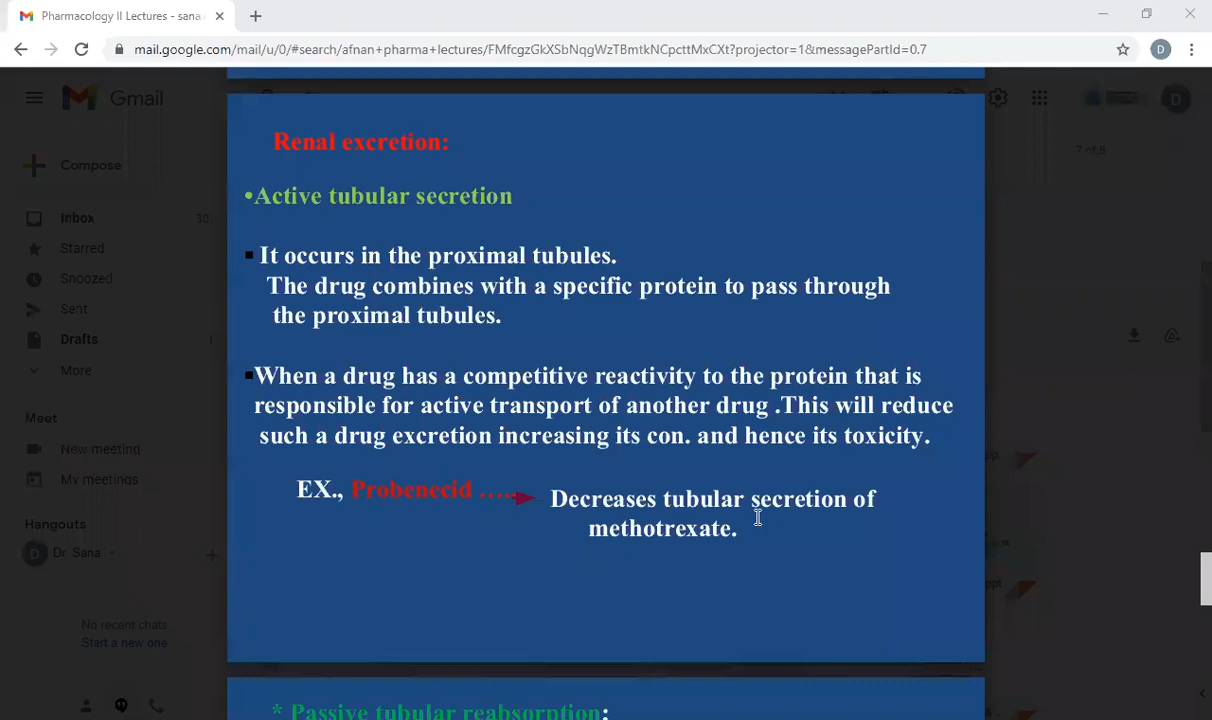 Pharmacology II Lectures - sana
mail.google.com/mail/u/0/#search/afnan+pharma+lectures/FMfcgzGkXSbNqgWzTBmtkNCpcttMxCXt?projector=1&messagePartId=0.7
D
Gmail
D
Compose
7 of 8
Inbox 30
Starred
Snoozed
Sent
Drafts 1
More
Meet
New meeting
My meetings
Hangouts
Dr. Sana
No recent chats
Start a new one
Renal excretion:
•Active tubular secretion
▪ It occurs in the proximal tubules.
The drug combines with a specific protein to pass through
the proximal tubules.
▪When a drug has a competitive reactivity to the protein that is
responsible for active transport of another drug .This will reduce
such a drug excretion increasing its con. and hence its toxicity.
EX., Probenecid ….. Decreases tubular secretion of
methotrexate.
* Passive tubular reabsorption: